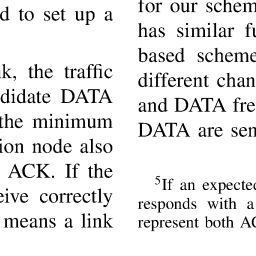 d to set up a
k, the traffic
didate DATA
the minimum
ion node also
ACK. If the
eive correctly
means a link
for our schem
has similar fu
based scheme
different chan
and DATA fre
DATA are sen
5If an expected
responds with a
represent both AC